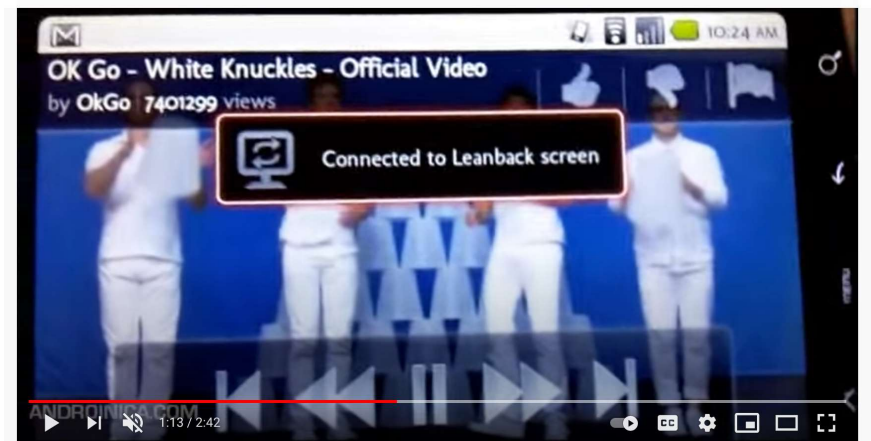 10:24 AM
OK Go - White Knuckles - Official Video
by OkGo 7401299 views
Connected to Leanback screen
menu
ANDROINICA.COM
1:13 / 2:42
CC